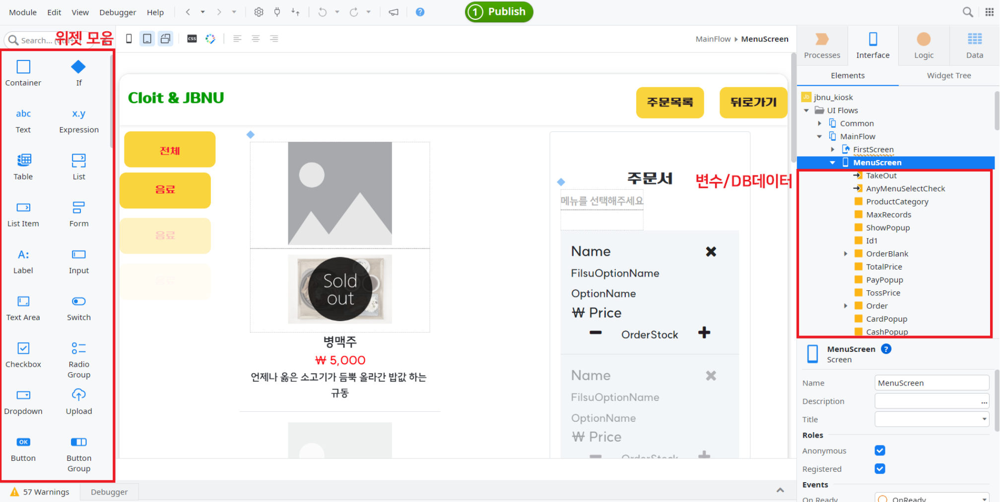 Module Edit View Debugger Help
1 Publish
Search... (
위젯 모음
css
MainFlow MenuScreen
Processes Interface Logic Data
Elements Widget Tree
Container If
Text Expression
abc x.y
Table List
List Item Form
A:
Label Input
Text Area Switch
Checkbox Radio Group
Dropdown Upload
OK
Button Button Group
Cloit & JBNU
주문목록 뒤로가기
전체
음료
음료
음료
Sold
out
병맥주
₩ 5,000
언제나 옳은 소고기가 듬뿍 올라간 밥값 하는
규동
주문서
변수/DB데이터
메뉴를 선택해주세요
Name
FilsuOptionName
OptionName
₩ Price
OrderStock
Name
FilsuOptionName
OptionName
₩ Price
OrderStock
Jb jbnu_kiosk
UI Flows
Common
MainFlow
FirstScreen
MenuScreen
TakeOut
AnyMenuSelectCheck
ProductCategory
MaxRecords
ShowPopup
Id1
OrderBlank
TotalPrice
PayPopup
TossPrice
Order
CardPopup
CashPopup
MenuScreen ?
Screen
Name MenuScreen
Description ...
Title
Roles
Anonymous
Registered
Events
On Ready OnReady
57 Warnings Debugger